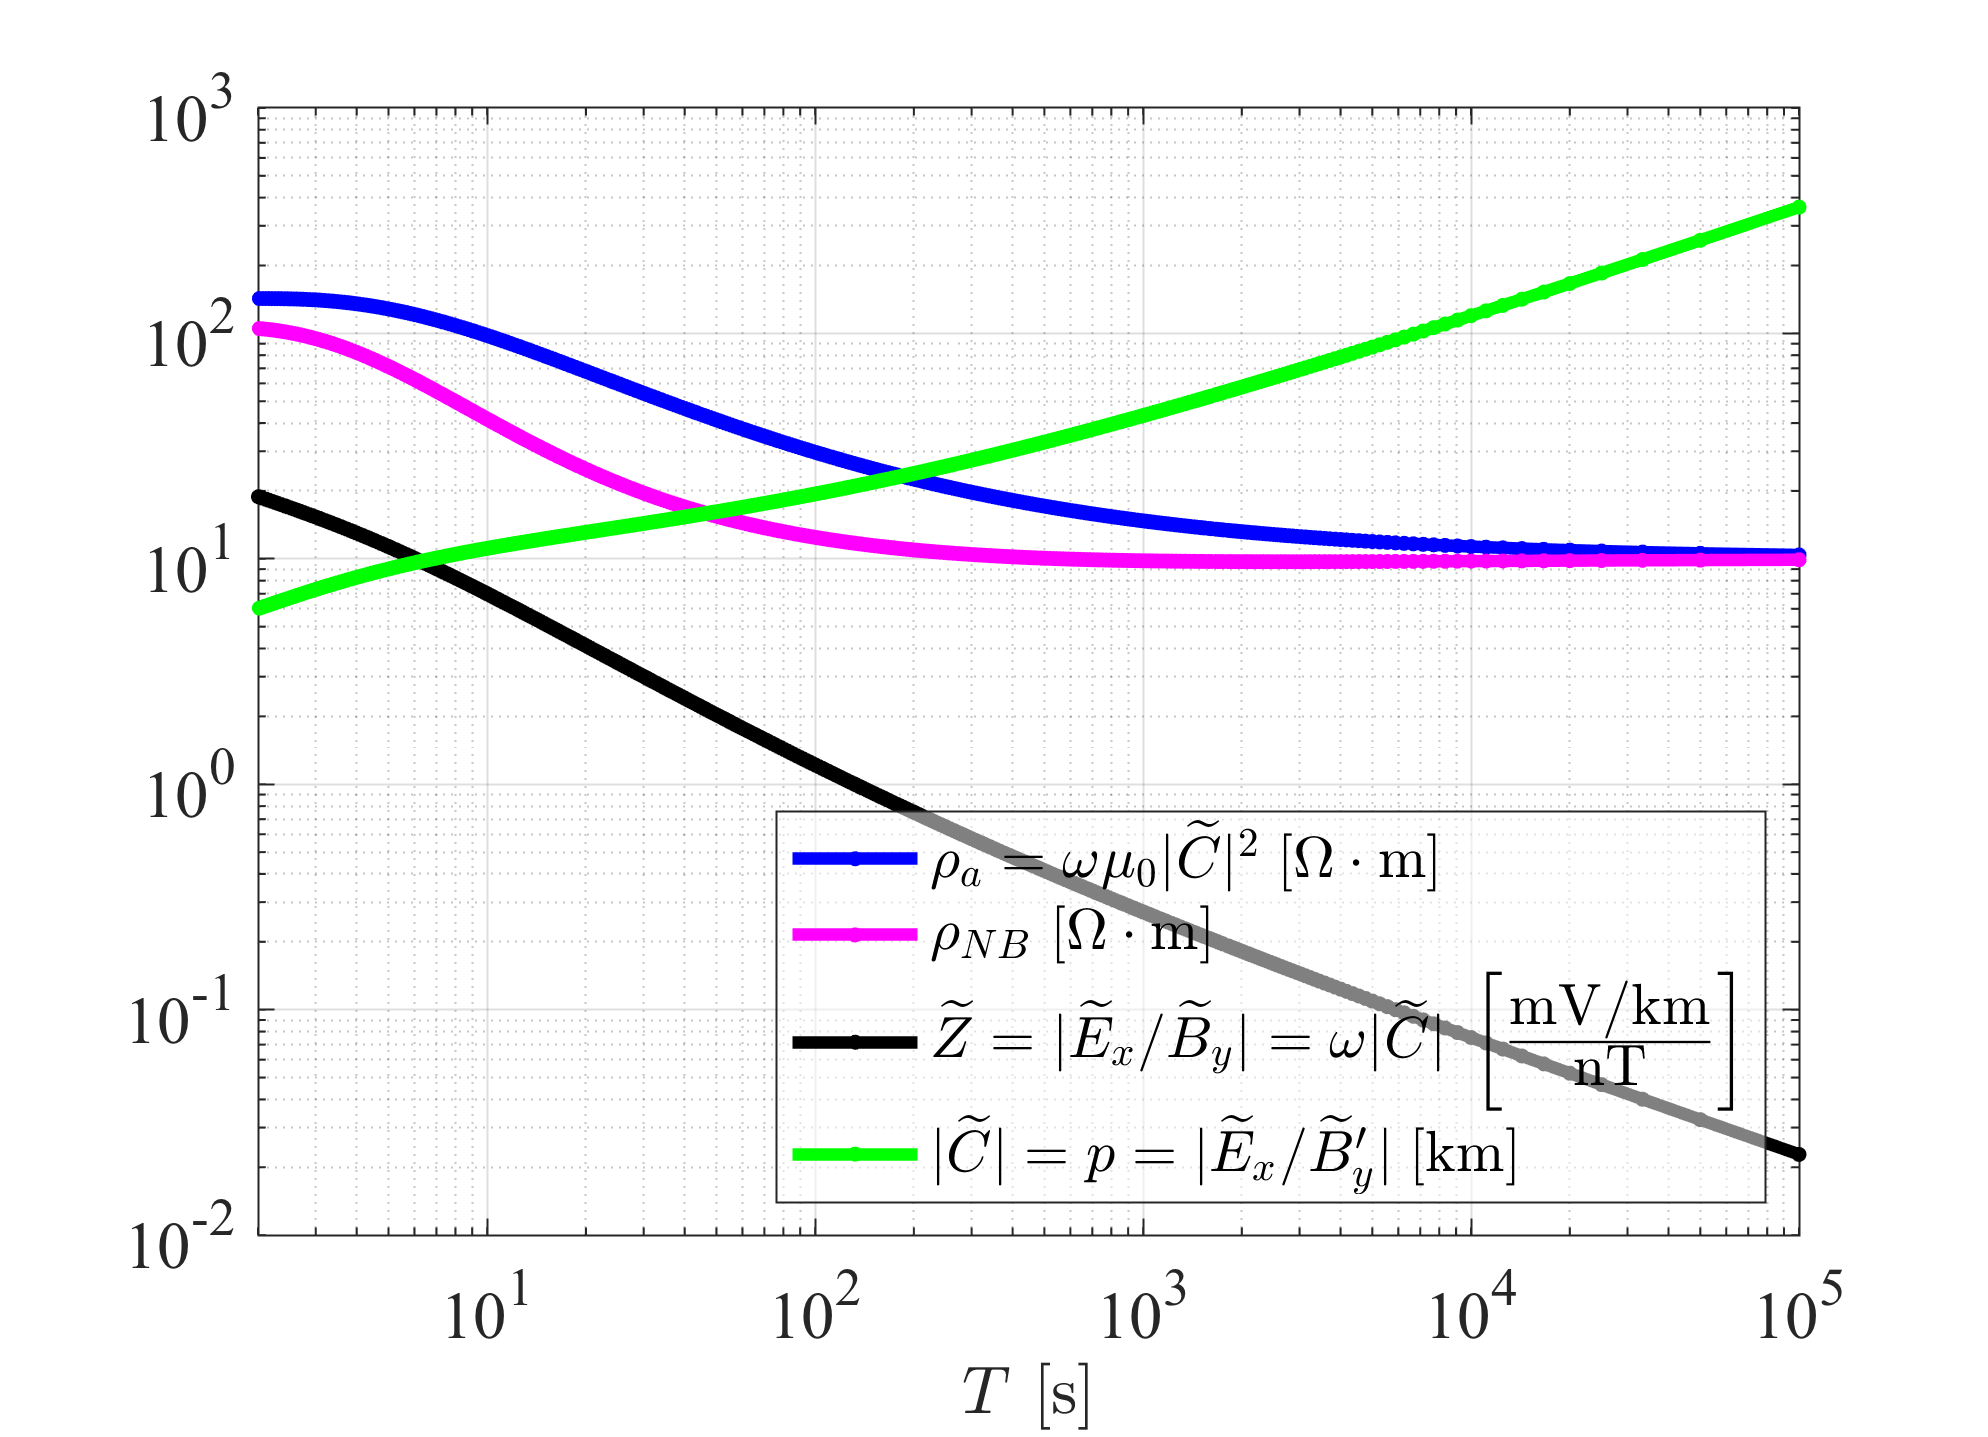 10^3
10^2
10^1
10^0
10^-1
10^-2
ρ_a = ωμ_0|C̃|^2 [Ω · m]
ρ_NB [Ω · m]
Z̃ = |Ẽ_x/B̃_y| = ω|C̃| [mV/km / nT]
|C̃| = p = |Ẽ_x/B̃′_y| [km]
10^1 10^2 10^3 10^4 10^5
T [s]